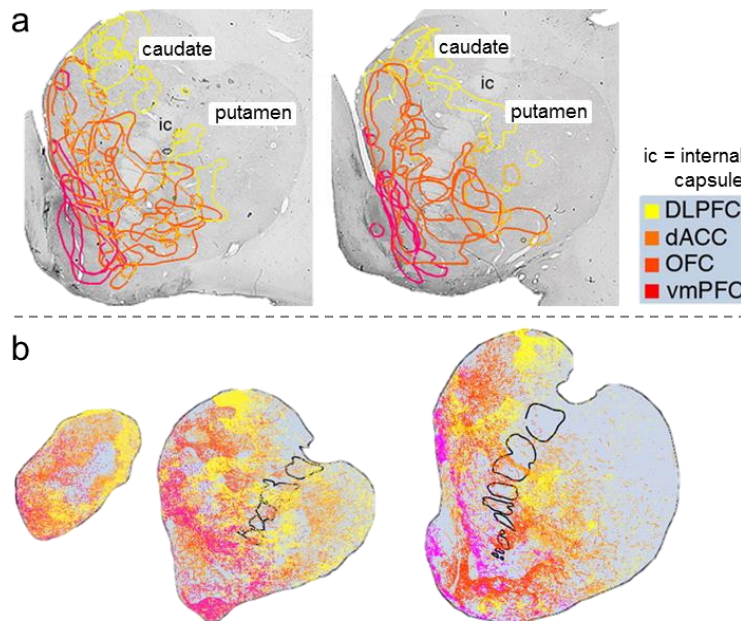 a
caudate
putamen
ic
caudate
ic
putamen
ic = internal
capsule
DLPFC
dACC
OFC
vmPFC
b